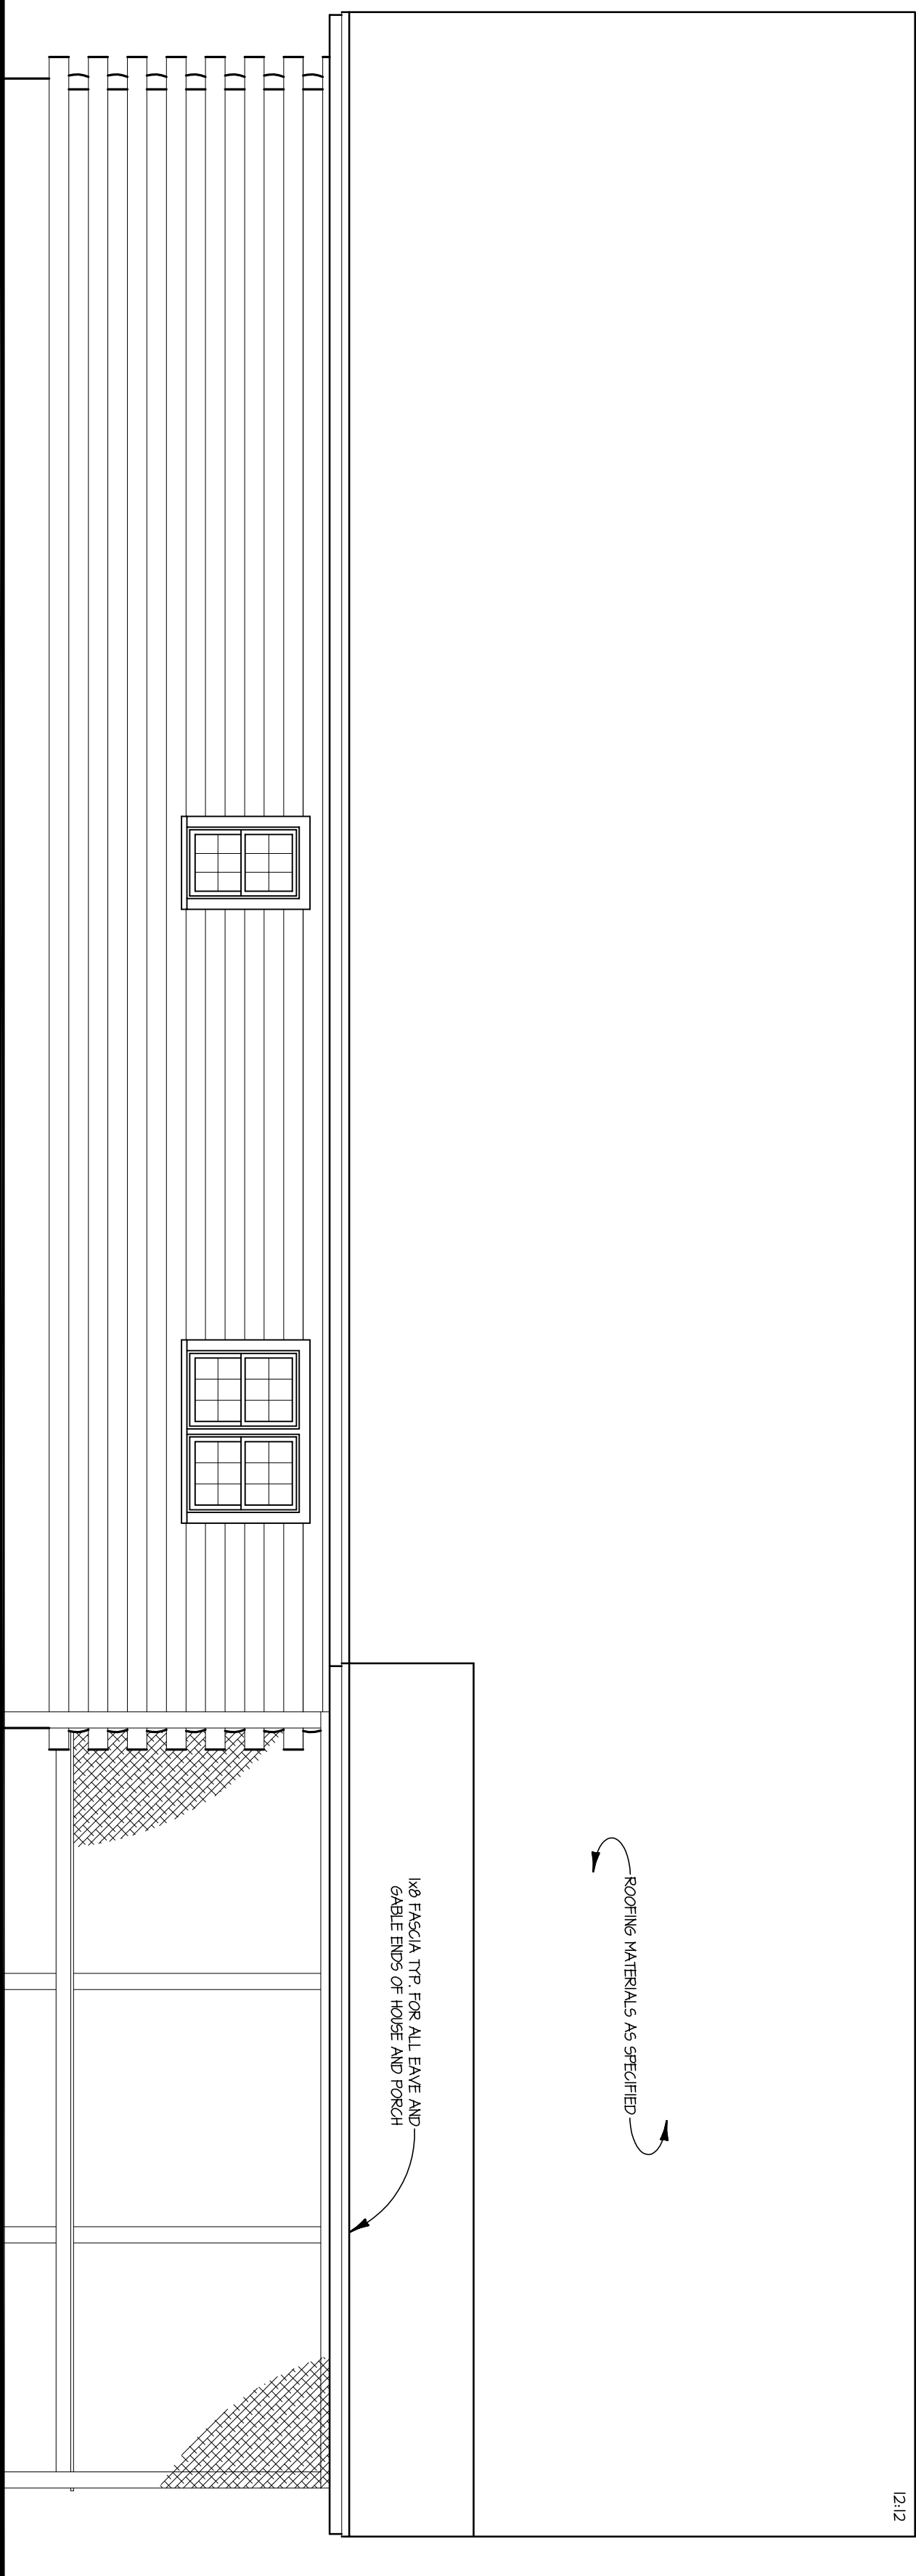 12:12
ROOFING MATERIALS AS SPECIFIED
1x8 FASCIA TYP. FOR ALL EAVE AND
GABLE ENDS OF HOUSE AND PORCH